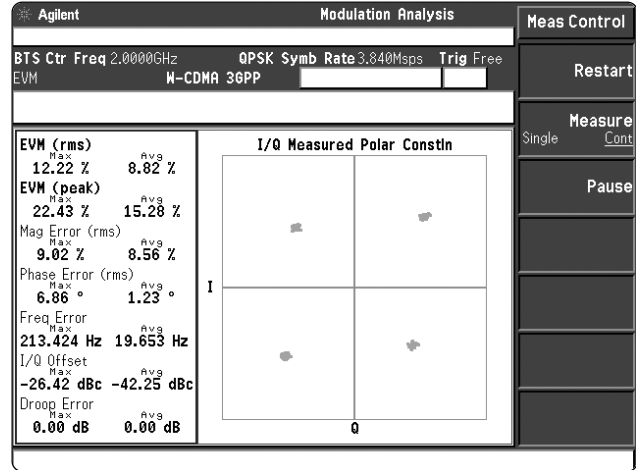 Agilent
Modulation Analysis
Meas Control
BTS Ctr Freq 2.0000GHz QPSK Symb Rate 3.840Msps Trig Free
EVM W-CDMA 3GPP
Restart
Measure
Single Cont
Pause
EVM (rms)
Max Avg
12.22 % 8.82 %
EVM (peak)
Max Avg
22.43 % 15.28 %
Mag Error (rms)
Max Avg
9.02 % 8.56 %
Phase Error (rms)
Max Avg
6.86 ° 1.23 °
Freq Error
Max Avg
213.424 Hz 19.653 Hz
I/Q Offset
Max Avg
-26.42 dBc -42.25 dBc
Droop Error
Max Avg
0.00 dB 0.00 dB
I/Q Measured Polar Constln
I
Q